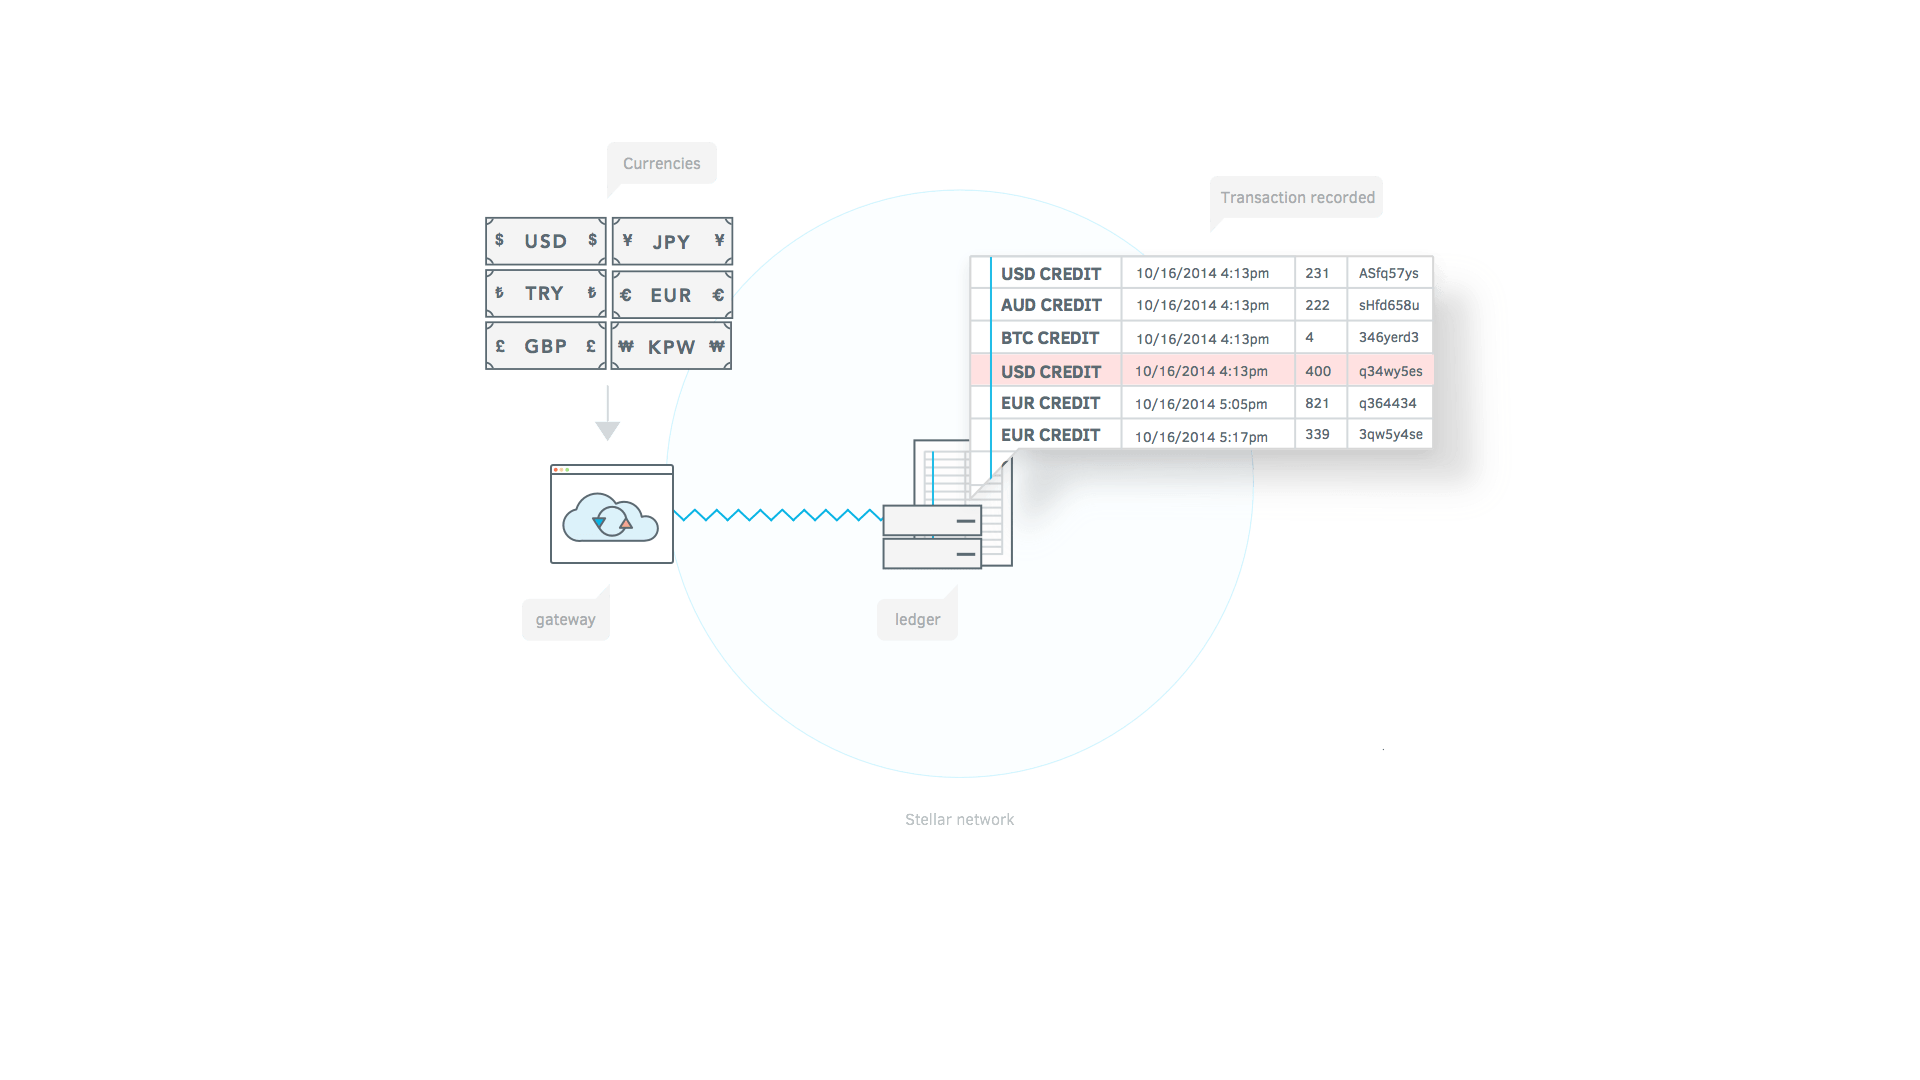 Currencies
Transaction recorded
$ USD $
¥ JPY ¥
₺ TRY ₺
€ EUR €
£ GBP £
₩ KPW ₩
USD CREDIT 10/16/2014 4:13pm 231 ASfq57ys
AUD CREDIT 10/16/2014 4:13pm 222 sHfd658u
BTC CREDIT 10/16/2014 4:13pm 4 346yerd3
USD CREDIT 10/16/2014 4:13pm 400 q34wy5es
EUR CREDIT 10/16/2014 5:05pm 821 q364434
EUR CREDIT 10/16/2014 5:17pm 339 3qw5y4se
gateway
ledger
Stellar network